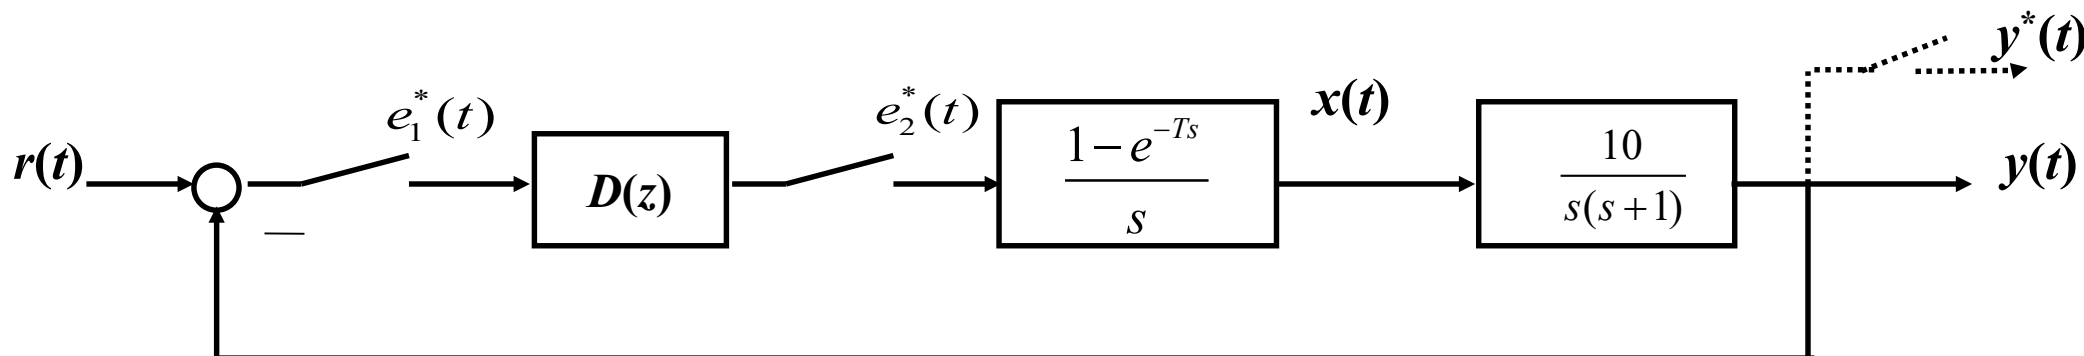 r(t)
—
e₁*(t)
D(z)
e₂*(t)
1−e^{−Ts}
s
x(t)
10
s(s+1)
y*(t)
y(t)